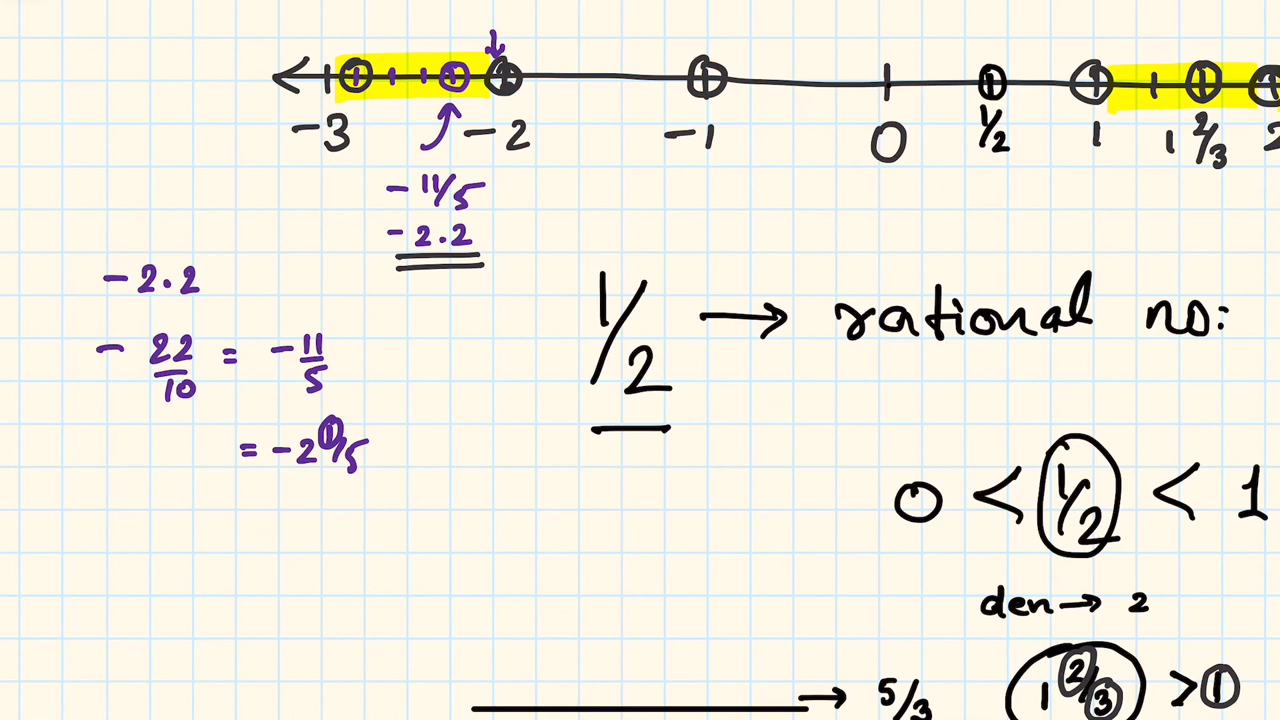 -3 -2 -1 0 1/2 1 1 2/3 2
- 11/5
- 2.2
- 2.2
- 22/10 = - 11/5
= - 2 1/5
1/2 → rational no:
0 < 1/2 < 1
den → 2
→ 5/3 1 2/3 > 1